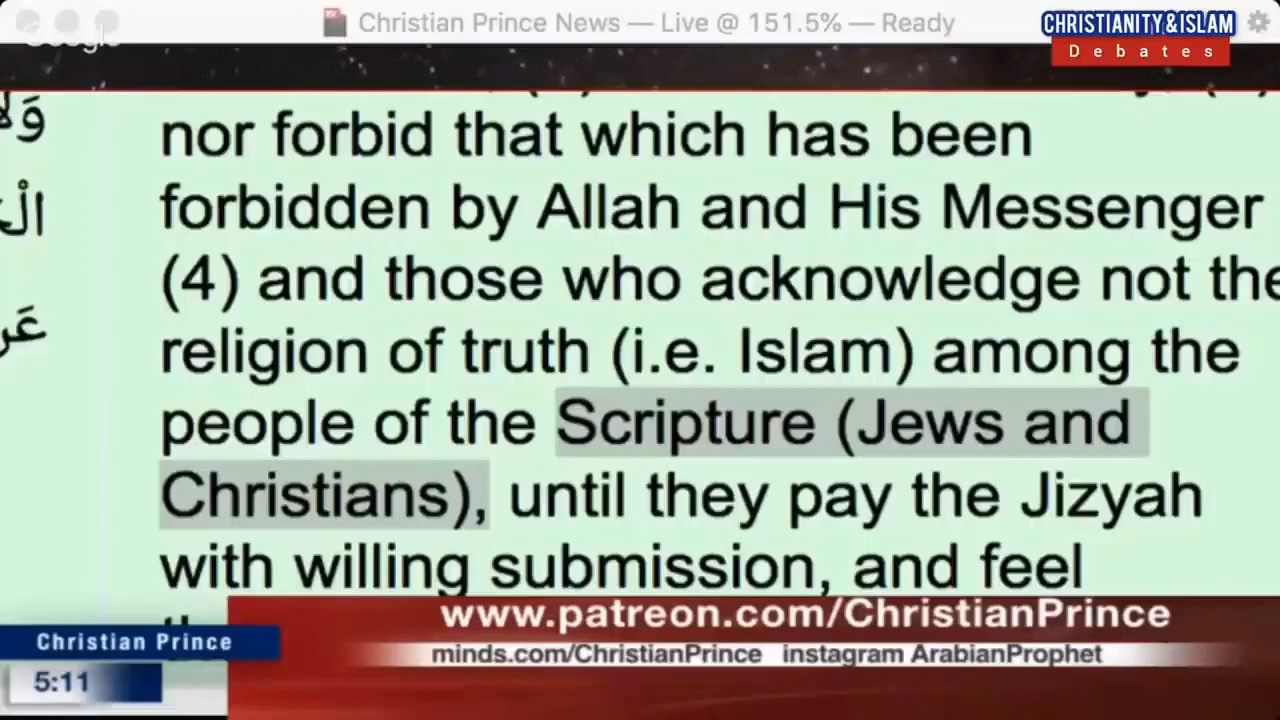 Christian Prince News — Live @ 151.5% — Ready
CHRISTIANITY & ISLAM
Debates
Google
nor forbid that which has been
forbidden by Allah and His Messenger
(4) and those who acknowledge not the
religion of truth (i.e. Islam) among the
people of the Scripture (Jews and
Christians), until they pay the Jizyah
with willing submission, and feel
www.patreon.com/ChristianPrince
Christian Prince
minds.com/ChristianPrince instagram ArabianProphet
5:11